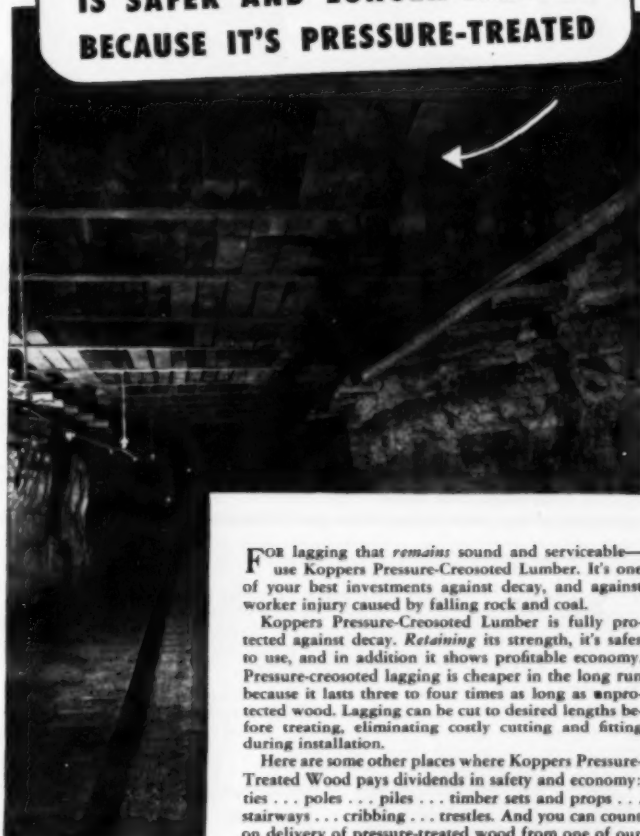 IS SAFER AND
BECAUSE IT'S PRESSURE-TREATED
FOR lagging that remains sound and serviceable—
use Koppers Pressure-Creosoted Lumber. It's one
of your best investments against decay, and against
worker injury caused by falling rock and coal.
Koppers Pressure-Creosoted Lumber is fully pro-
tected against decay. Retaining its strength, it's safer
to use, and in addition it shows profitable economy.
Pressure-creosoted lagging is cheaper in the long run
because it lasts three to four times as long as unpro-
tected wood. Lagging can be cut to desired lengths be-
fore treating, eliminating costly cutting and fitting
during installation.
Here are some other places where Koppers Pressure-
Treated Wood pays dividends in safety and economy:
ties . . . poles . . . piles . . . timber sets and props . . .
stairways . . . cribbing . . . trestles. And you can count
on delivery of pressure-treated wood from one of our